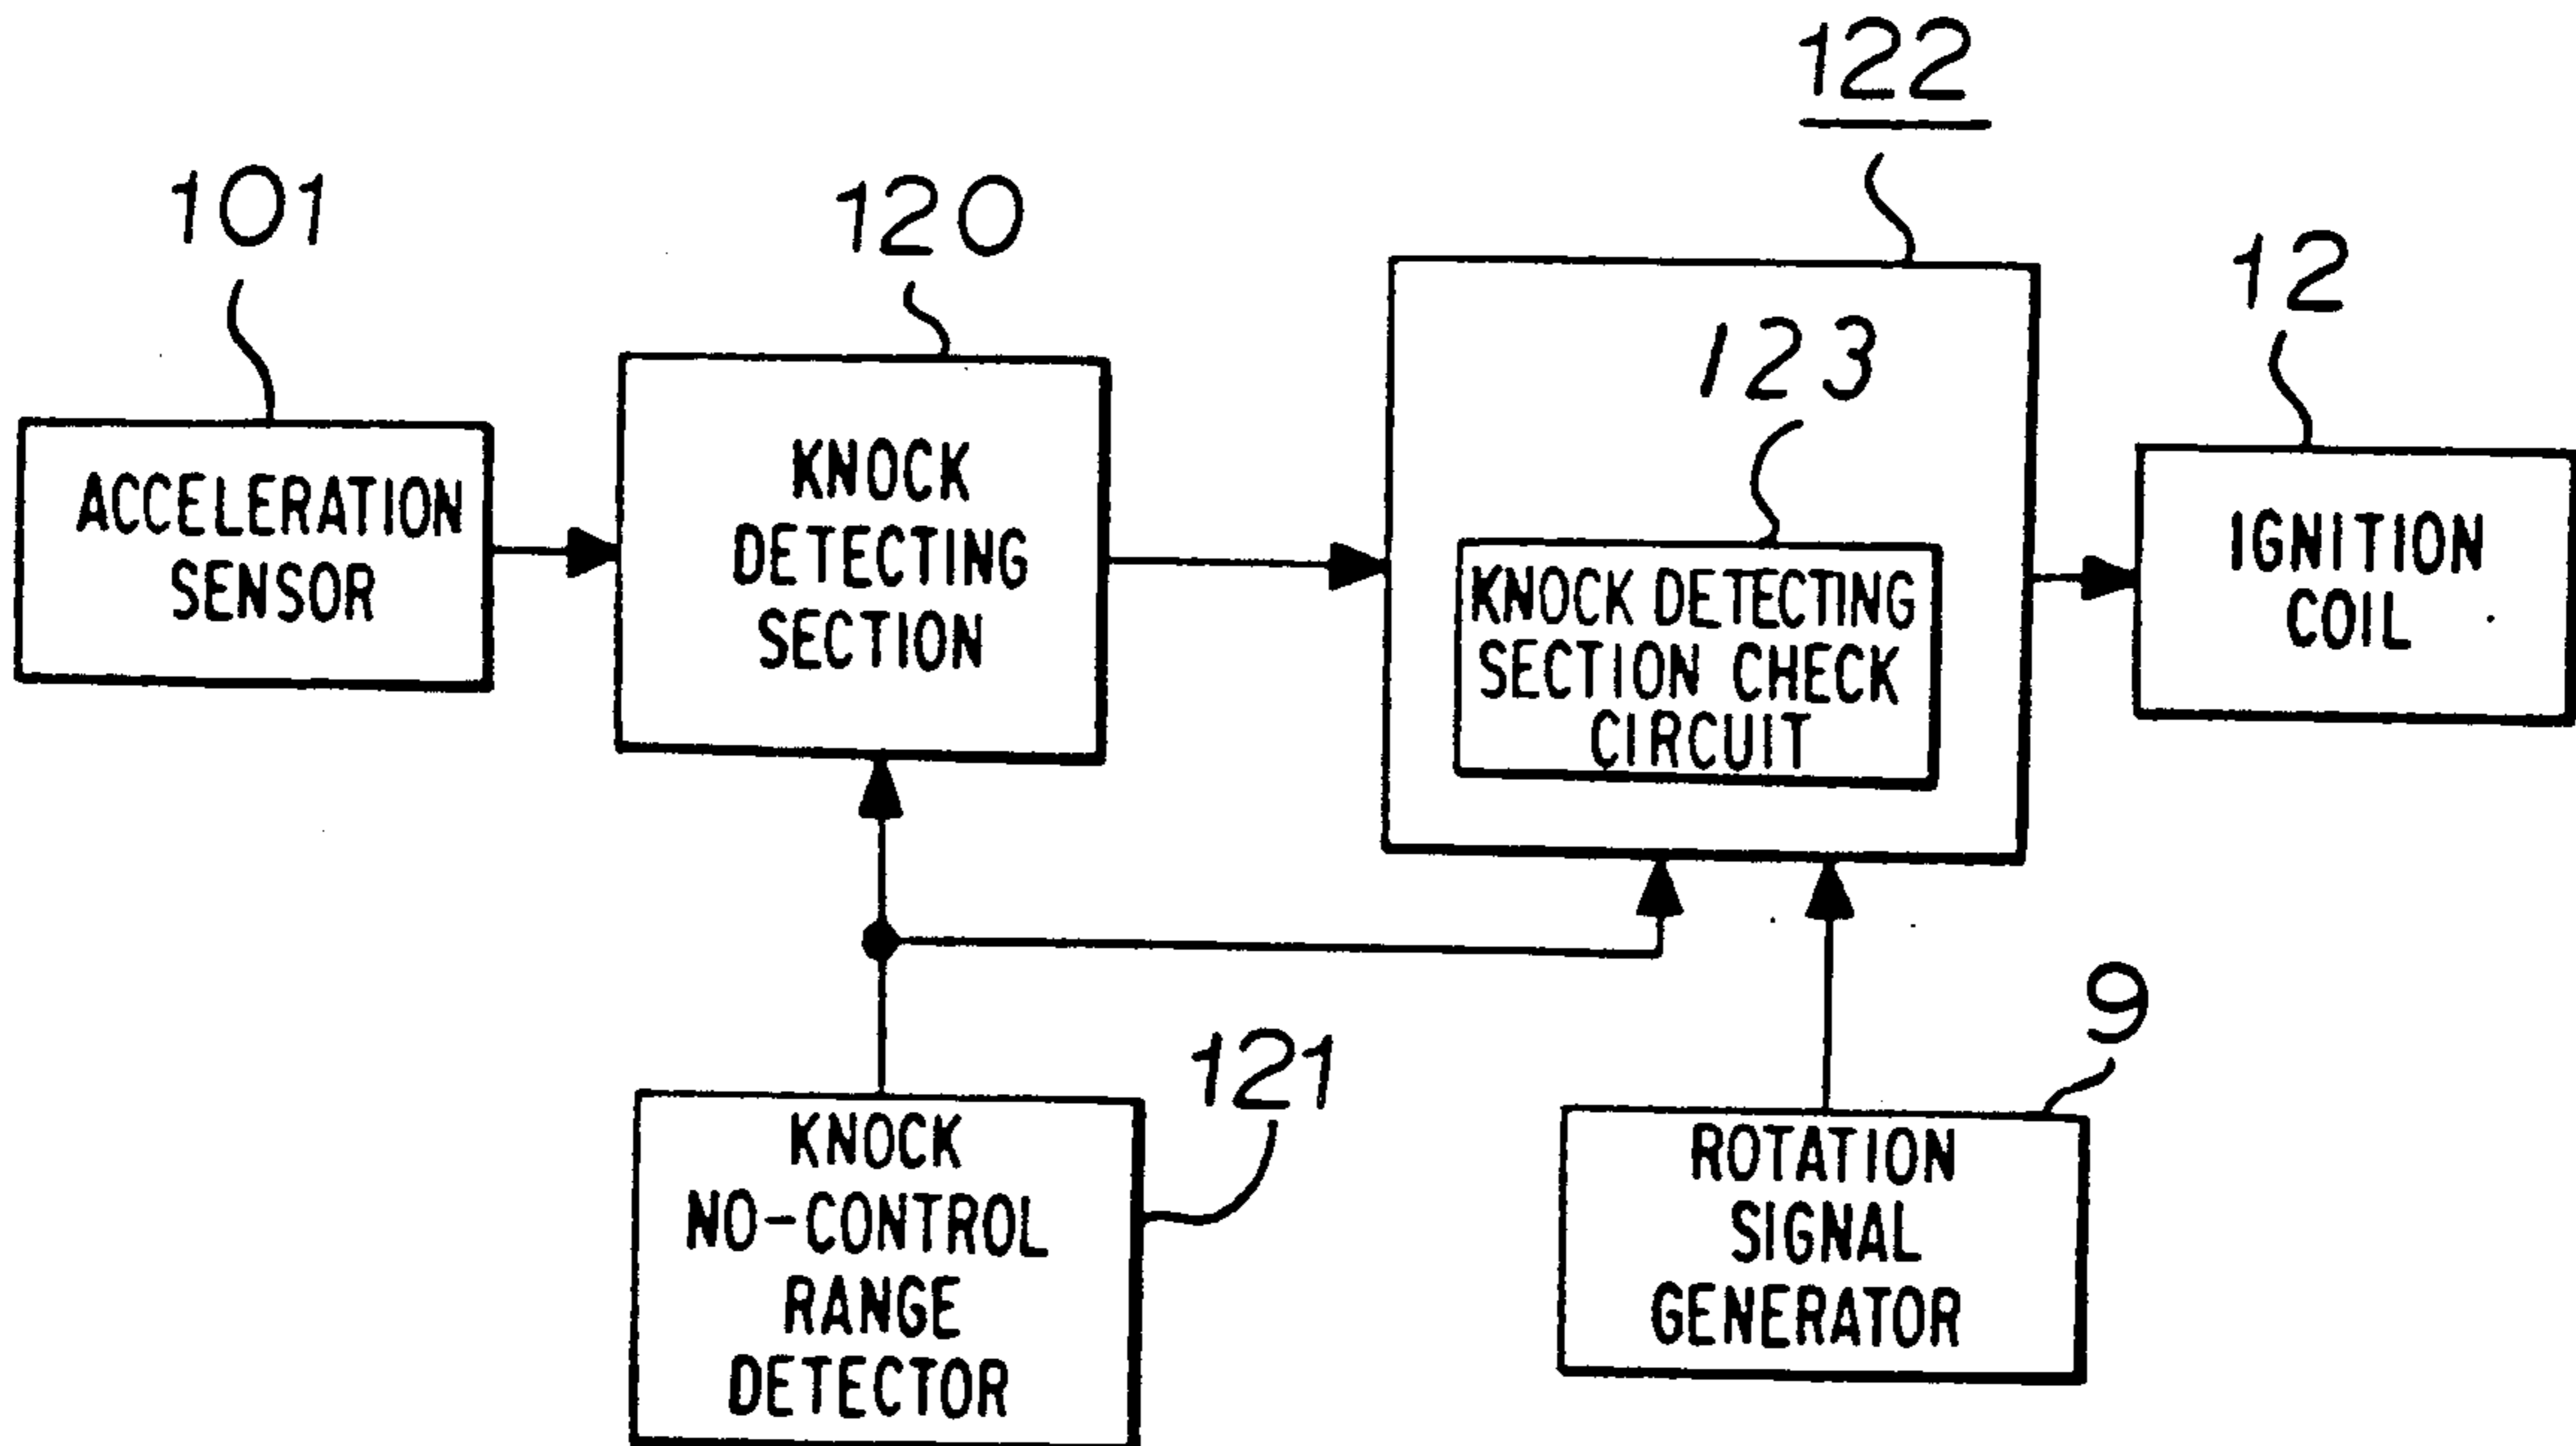 122
101
120
12
123
ACCELERATION
SENSOR
KNOCK
DETECTING
SECTION
KNOCK DETECTING
SECTION CHECK
CIRCUIT
IGNITION
COIL
121
9
KNOCK
NO-CONTROL
RANGE
DETECTOR
ROTATION
SIGNAL
GENERATOR